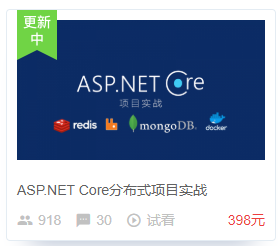 更新
中
ASP.NET Core
项目实战
redis mongoDB. docker
ASP.NET Core分布式项目实战
918 30 试看 398元